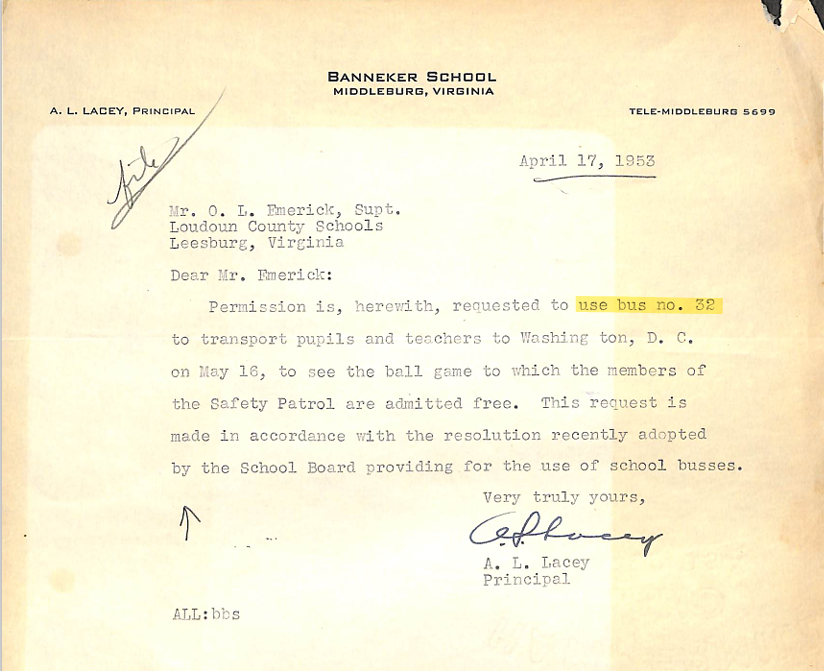 BANNEKER SCHOOL
MIDDLEBURG, VIRGINIA
A. L. LACEY, PRINCIPAL
TELE-MIDDLEBURG 5699
file
April 17, 1953
Mr. O. L. Emerick, Supt.
Loudoun County Schools
Leesburg, Virginia
Dear Mr. Emerick:
Permission is, herewith, requested to use bus no. 32
to transport pupils and teachers to Washing ton, D. C.
on May 16, to see the ball game to which the members of
the Safety Patrol are admitted free. This request is
made in accordance with the resolution recently adopted
by the School Board providing for the use of school busses.
Very truly yours,
A. L. Lacey
A. L. Lacey
Principal
ALL:bbs